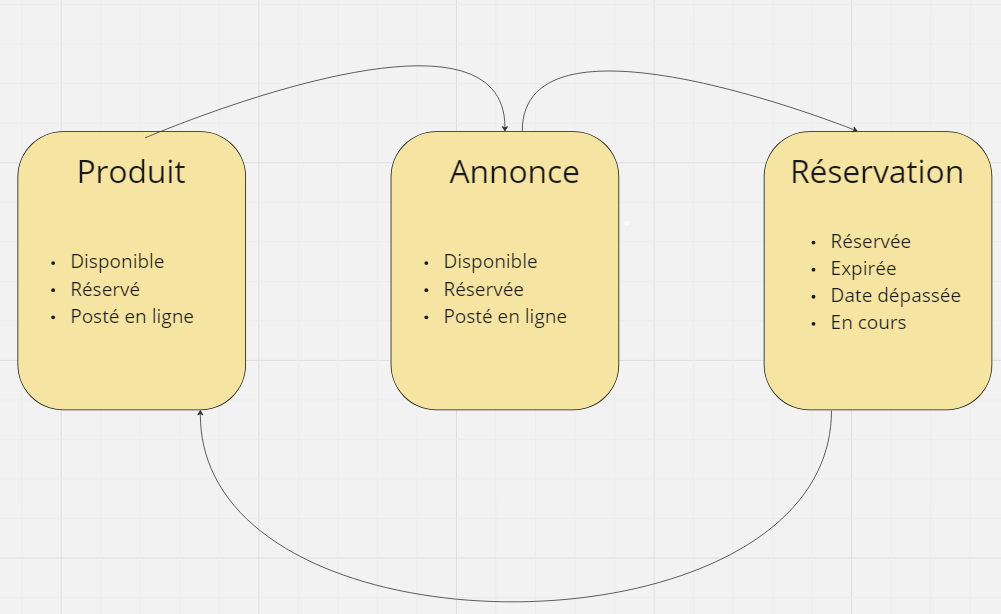 Produit
• Disponible
• Réservé
• Posté en ligne
Annonce
• Disponible
• Réservée
• Posté en ligne
Réservation
• Réservée
• Expirée
• Date dépassée
• En cours